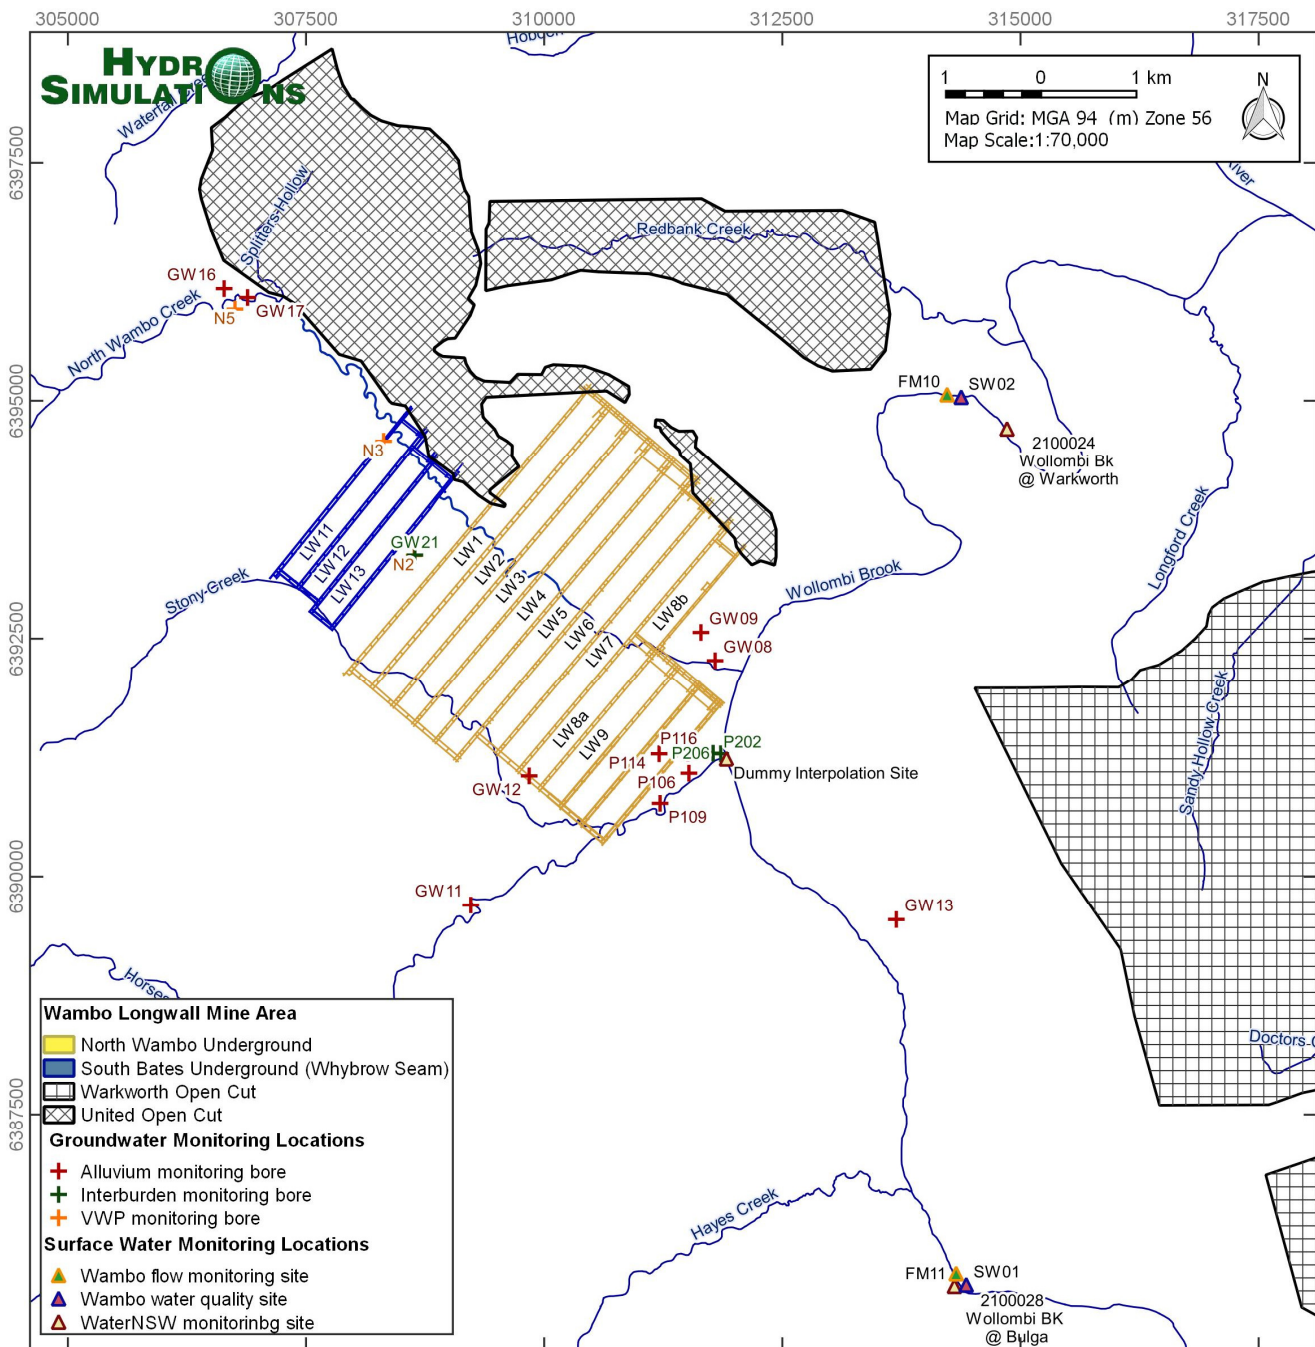 305000 307500 310000 312500 315000 317500
HYDRO
SIMULATIONS
Waterfall Creek
1 0 1 km
N
Map Grid: MGA 94 (m) Zone 56
Map Scale:1:70,000
6397500
River
Splitters-Hollow
Redbank Creek
GW16
GW17
N5
North Wambo Creek
6395000
FM10 SW02
2100024
Wollombi Bk
@ Warkworth
N3
LW11
LW12
LW13
GW21
N2
LW1
LW2
LW3
LW4
LW5
LW6
LW7
LW8b
Stony-Creek
Wollombi Brook
Longford Creek
6392500
GW09
GW08
LW8a
LW9
P116
P206 P202
P114
P106
Dummy Interpolation Site
GW12
P109
Sandy-Hollow-Creek
6390000
GW11
GW13
Horses
Wambo Longwall Mine Area
North Wambo Underground
South Bates Underground (Whybrow Seam)
Warkworth Open Cut
United Open Cut
Groundwater Monitoring Locations
Alluvium monitoring bore
Interburden monitoring bore
VWP monitoring bore
Surface Water Monitoring Locations
Wambo flow monitoring site
Wambo water quality site
WaterNSW monitorinbg site
Doctors-C
6387500
Hayes Creek
FM11 SW01
2100028
Wollombi BK
@ Bulga